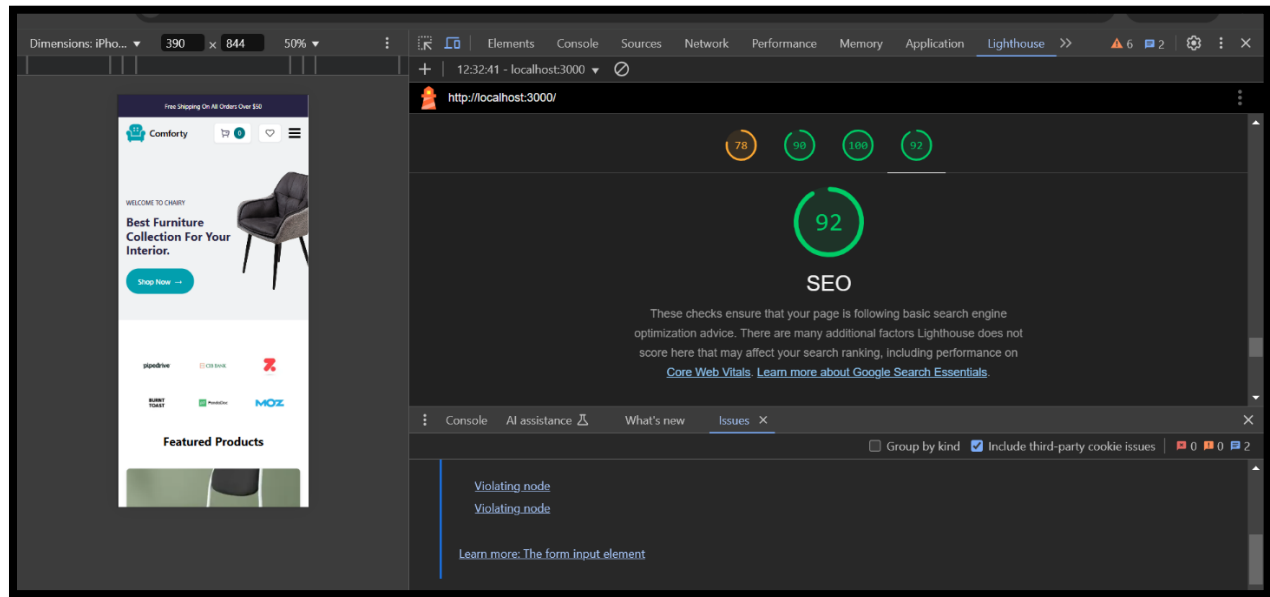 Dimensions: iPho... ▼ 390 × 844 50% ▼
Elements Console Sources Network Performance Memory Application Lighthouse >> 6 2
12:32:41 - localhost:3000 ▼
http://localhost:3000/
78 90 100 92
92
SEO
These checks ensure that your page is following basic search engine
optimization advice. There are many additional factors Lighthouse does not
score here that may affect your search ranking, including performance on
Core Web Vitals. Learn more about Google Search Essentials.
Console AI assistance What's new Issues ×
Group by kind Include third-party cookie issues 0 0 2
Violating node
Violating node
Learn more: The form input element
Free Shipping On All Orders Over $50
Comforty 0
WELCOME TO CHAIRY
Best Furniture
Collection For Your
Interior.
Shop Now →
pipedrive
BURNT
TOAST
PandaDoc
MOZ
Featured Products